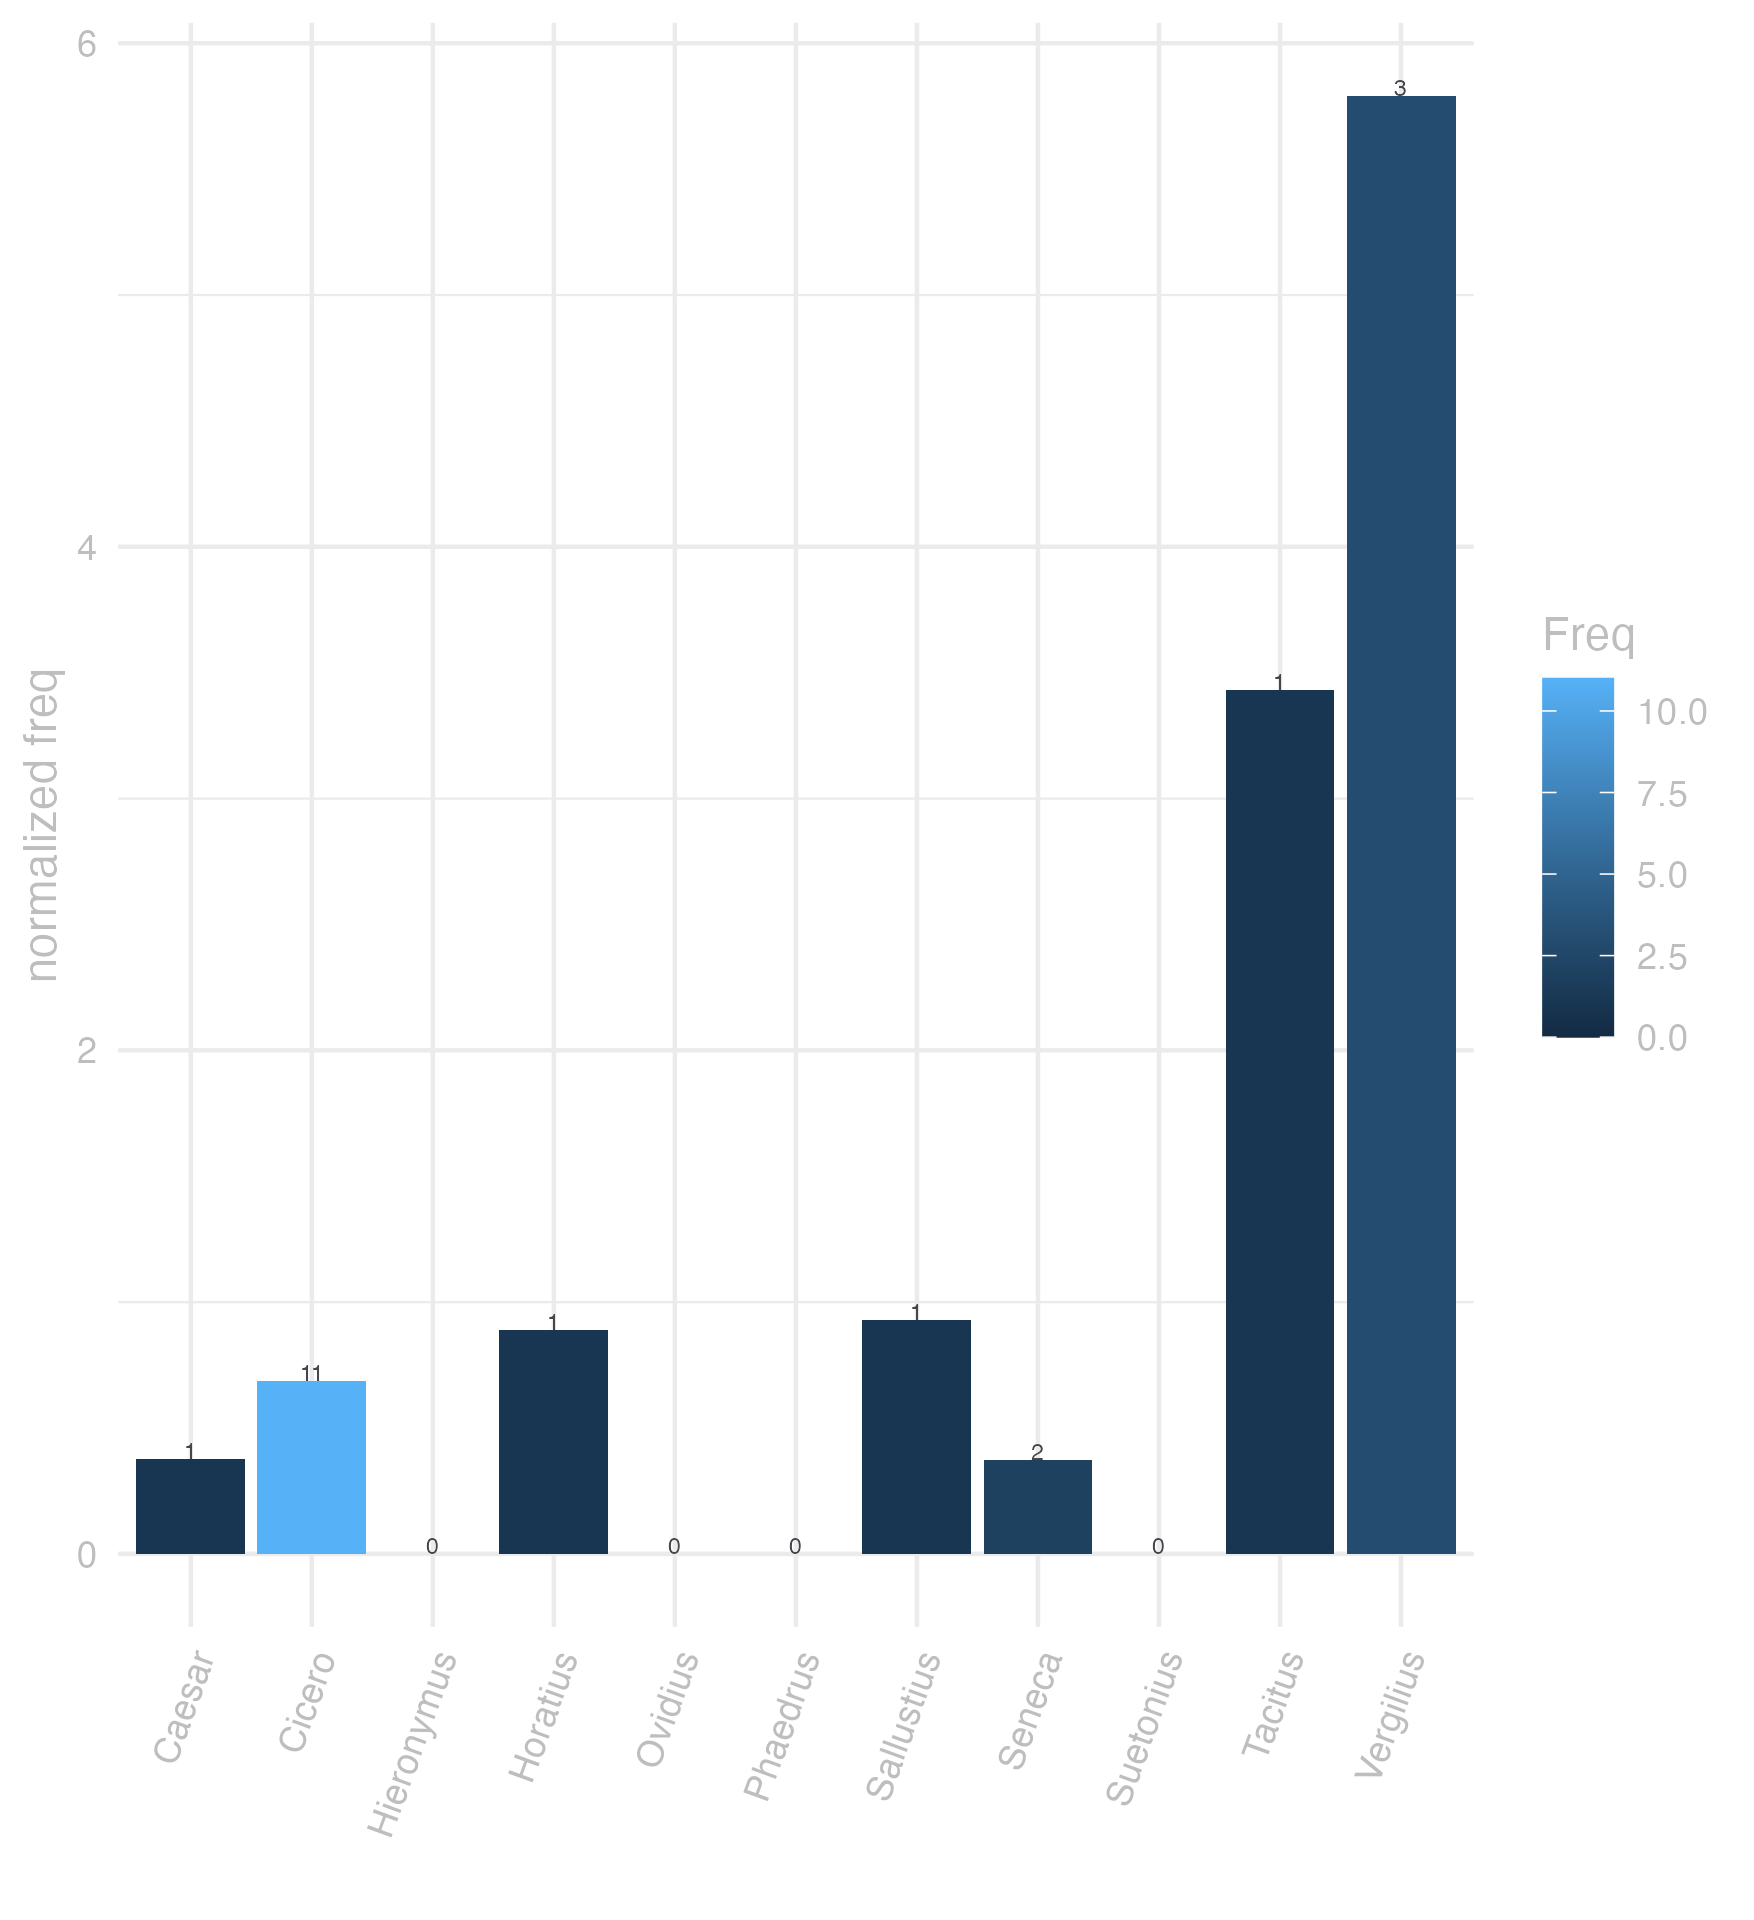 6
4
2
0
normalized freq
1
11
0
1
0
0
1
2
0
1
3
Caesar
Cicero
Hieronymus
Horatius
Ovidius
Phaedrus
Sallustius
Seneca
Suetonius
Tacitus
Vergilius
Freq
10.0
7.5
5.0
2.5
0.0